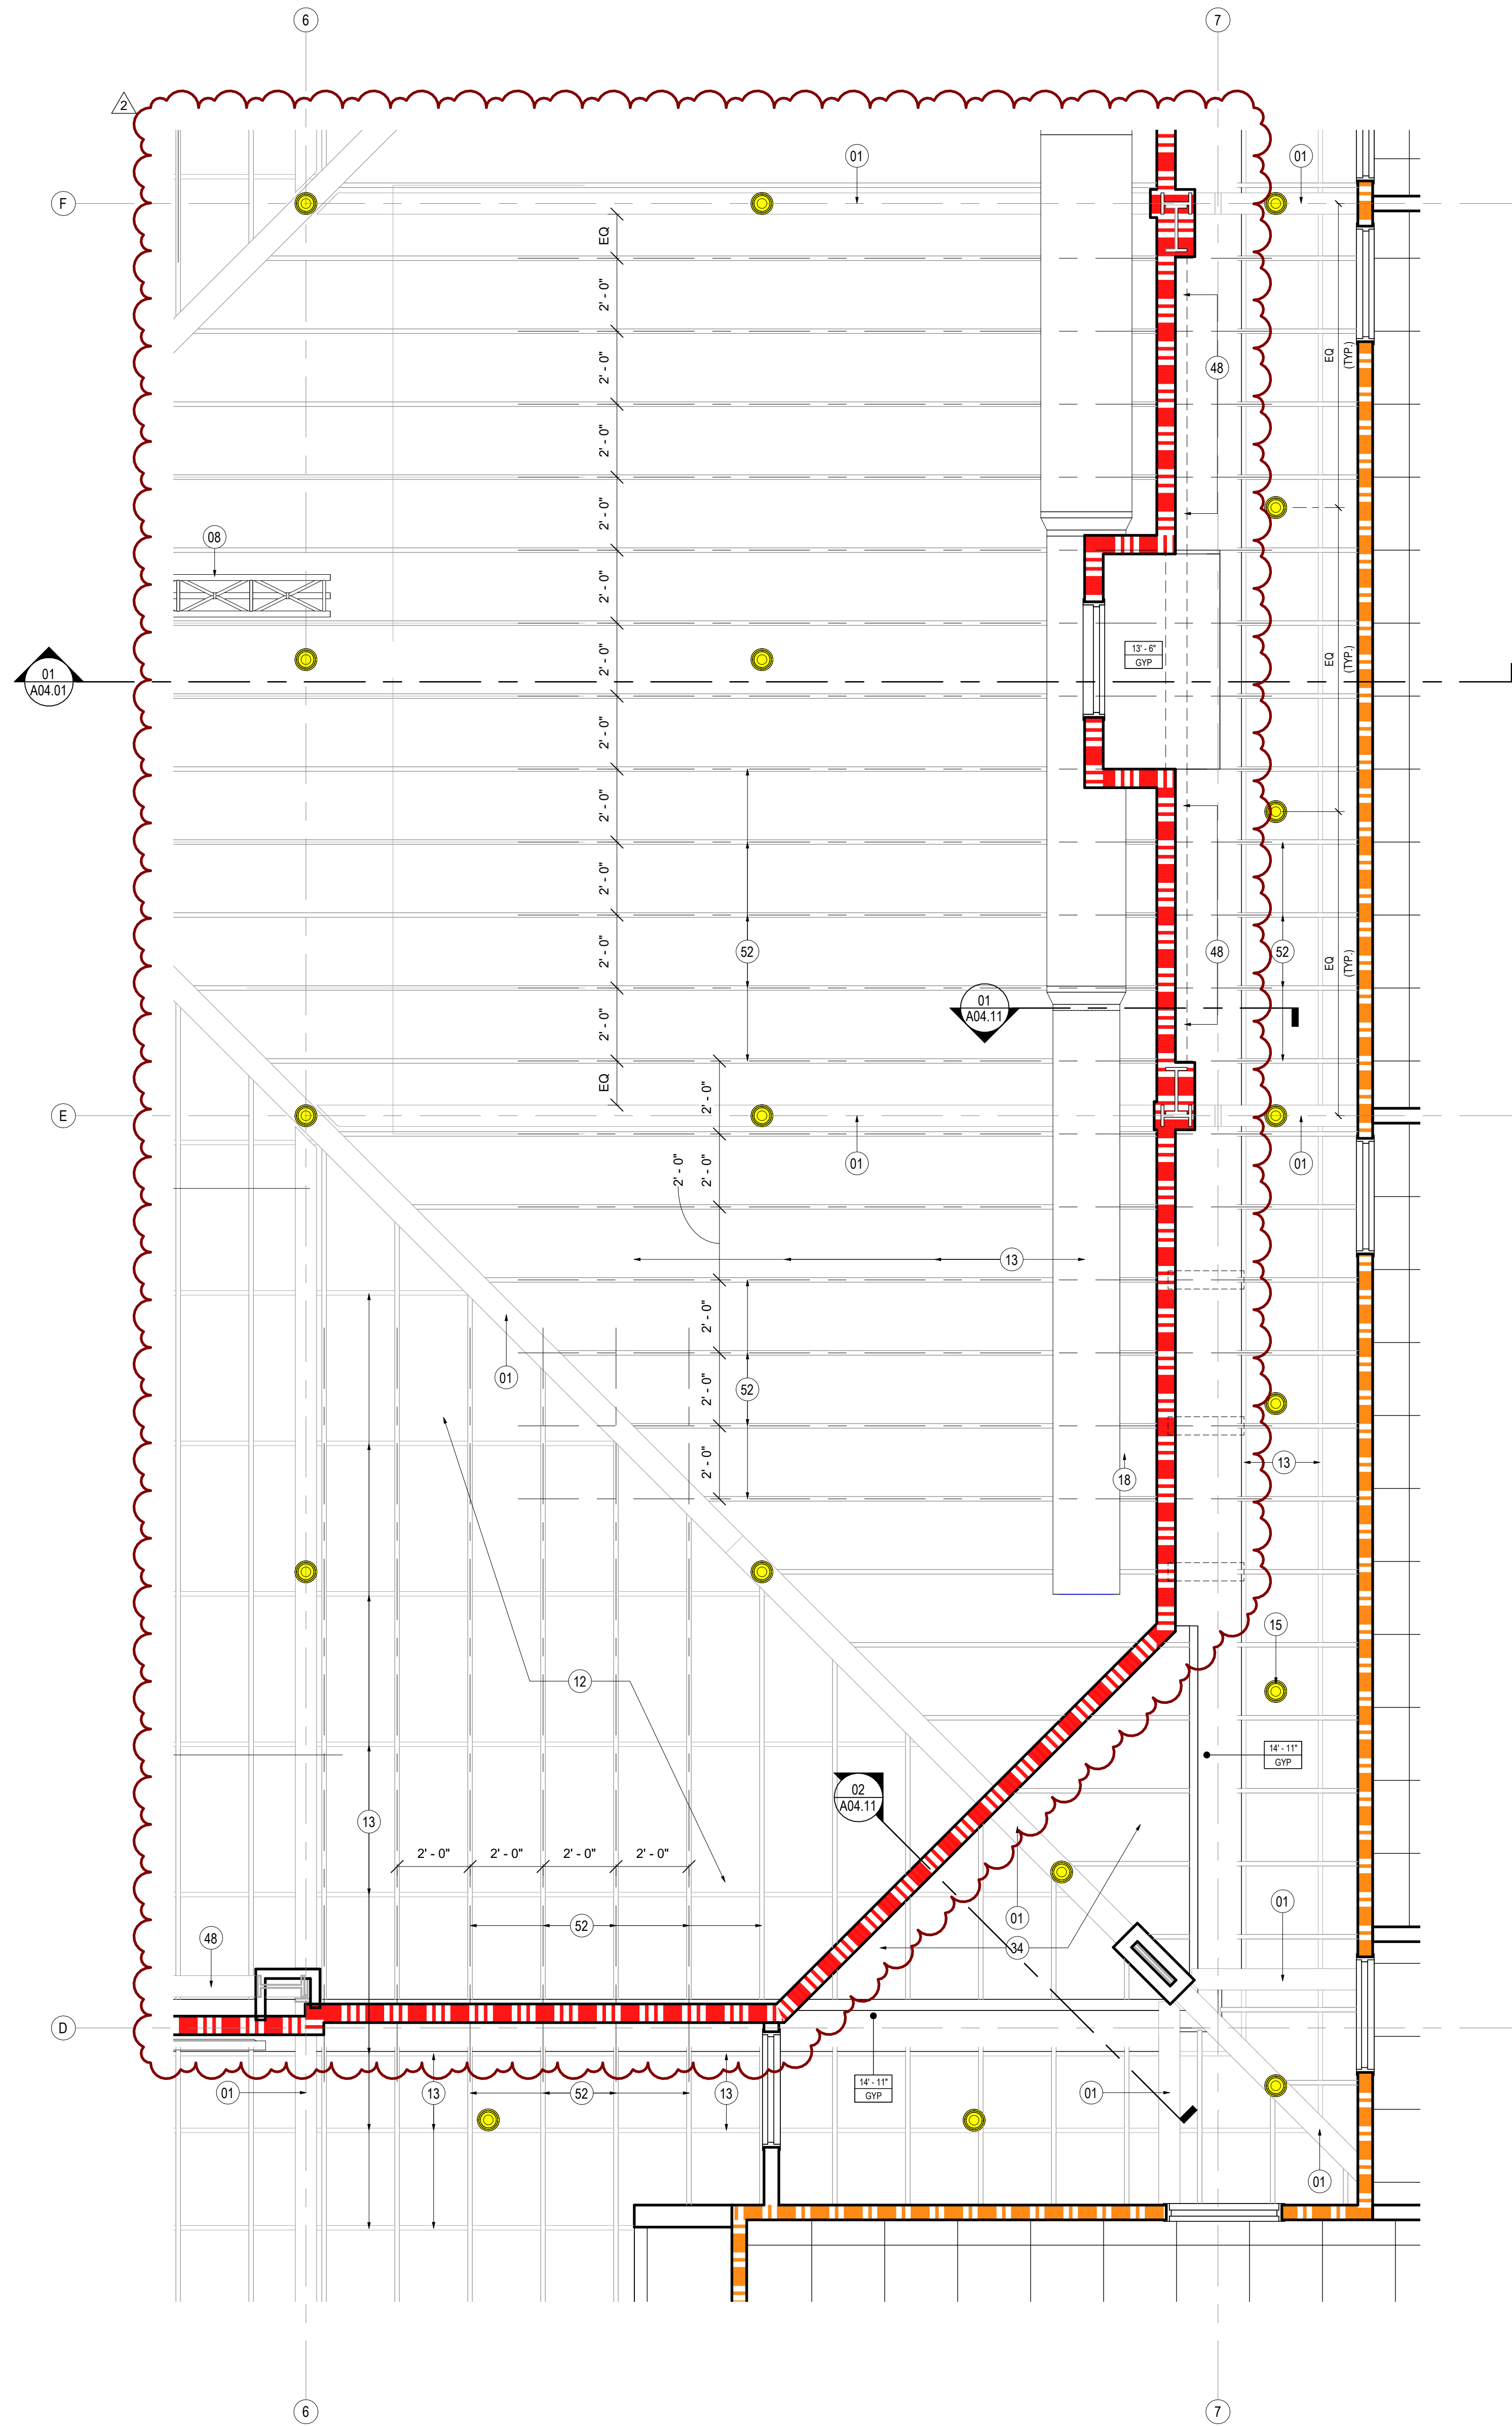 6
7
2
01
01
F
EQ
2' - 0"
2' - 0"
48
EQ
(TYP.)
2' - 0"
2' - 0"
08
2' - 0"
13' - 6"
GYP
EQ
(TYP.)
2' - 0"
01
A04.01
2' - 0"
2' - 0"
2' - 0"
52
48
52
2' - 0"
EQ
(TYP.)
01
A04.11
2' - 0"
EQ
2' - 0"
E
01
01
2' - 0"
2' - 0"
13
2' - 0"
01
52
2' - 0"
13
18
2' - 0"
15
12
14' - 11"
GYP
02
A04.11
13
2' - 0"
2' - 0"
2' - 0"
2' - 0"
01
01
52
48
34
D
14' - 11"
GYP
01
13
52
13
01
01
6
7